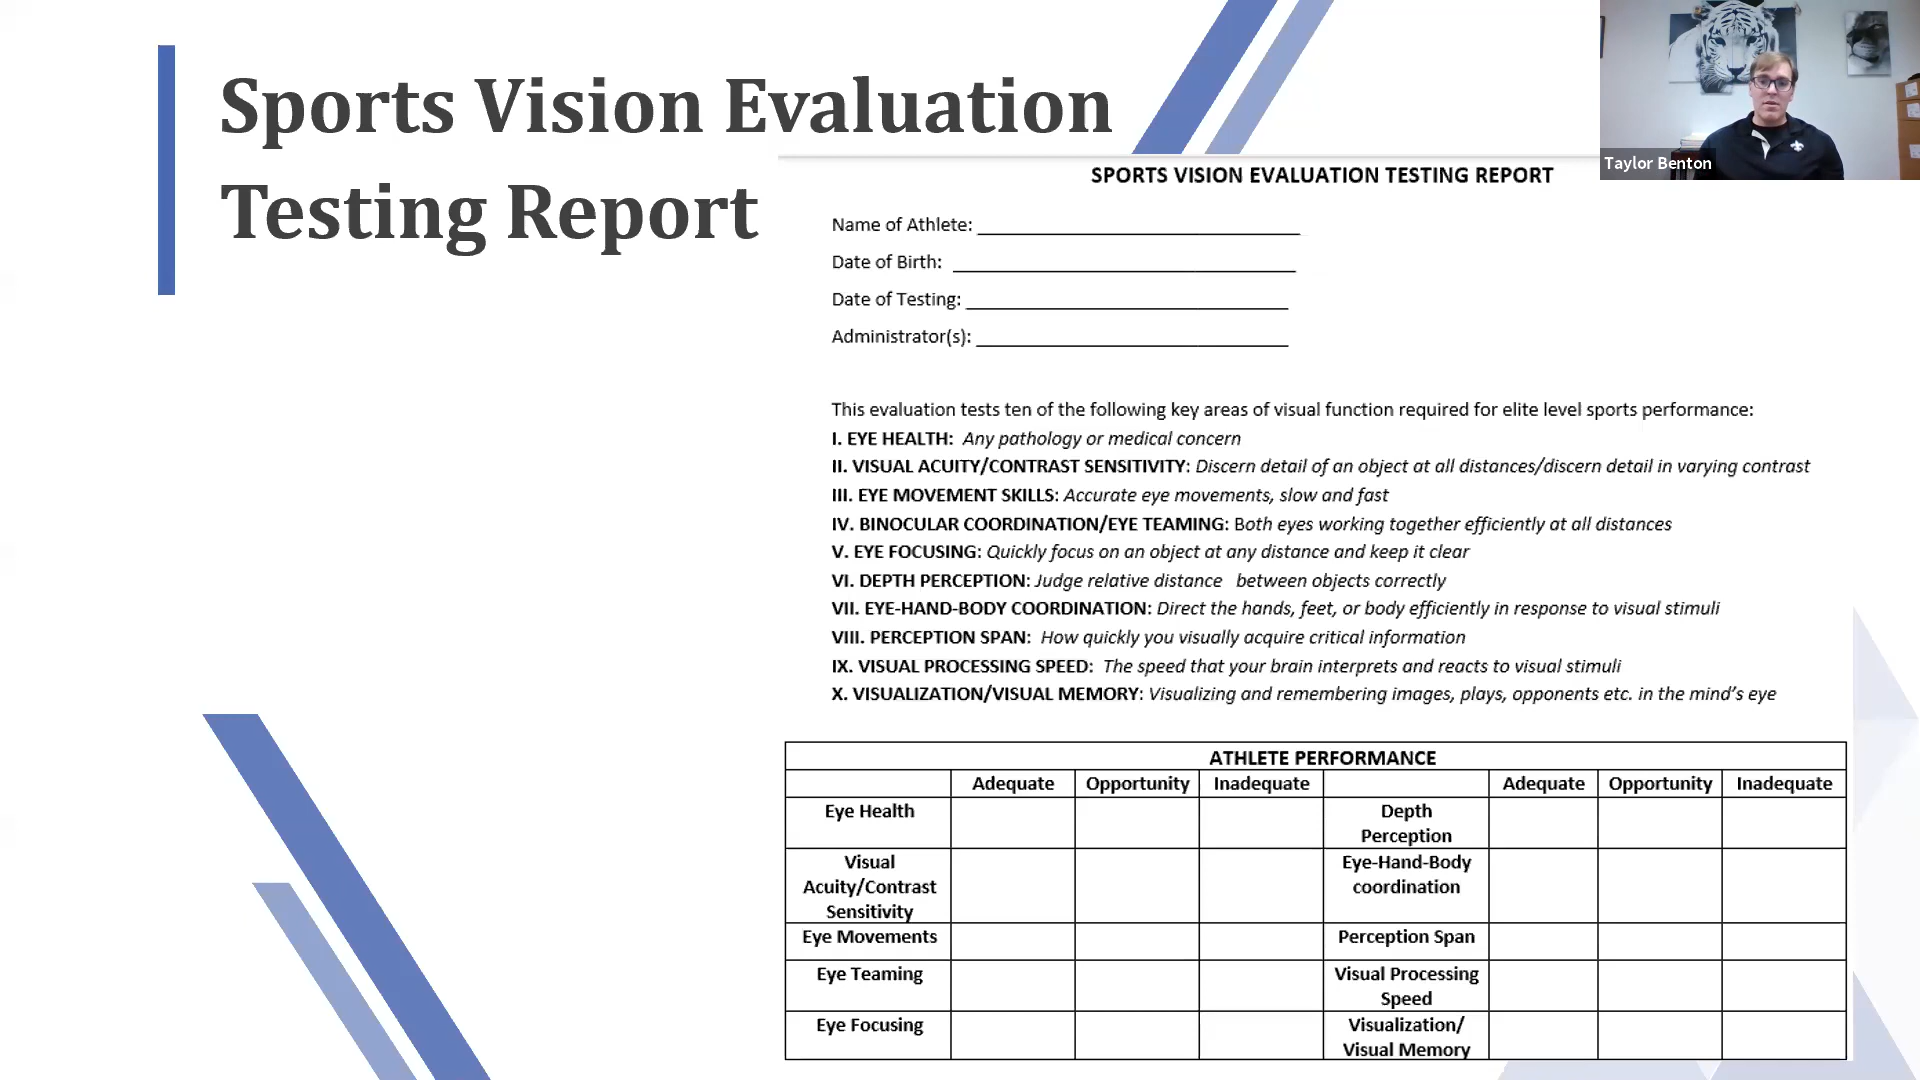 Sports Vision Evaluation
Testing Report
Taylor Benton
SPORTS VISION EVALUATION TESTING REPORT
Name of Athlete: ________________________________
Date of Birth: __________________________________
Date of Testing: ________________________________
Administrator(s): _______________________________
This evaluation tests ten of the following key areas of visual function required for elite level sports performance:
I. EYE HEALTH: Any pathology or medical concern
II. VISUAL ACUITY/CONTRAST SENSITIVITY: Discern detail of an object at all distances/discern detail in varying contrast
III. EYE MOVEMENT SKILLS: Accurate eye movements, slow and fast
IV. BINOCULAR COORDINATION/EYE TEAMING: Both eyes working together efficiently at all distances
V. EYE FOCUSING: Quickly focus on an object at any distance and keep it clear
VI. DEPTH PERCEPTION: Judge relative distance between objects correctly
VII. EYE-HAND-BODY COORDINATION: Direct the hands, feet, or body efficiently in response to visual stimuli
VIII. PERCEPTION SPAN: How quickly you visually acquire critical information
IX. VISUAL PROCESSING SPEED: The speed that your brain interprets and reacts to visual stimuli
X. VISUALIZATION/VISUAL MEMORY: Visualizing and remembering images, plays, opponents etc. in the mind's eye
ATHLETE PERFORMANCE
Adequate Opportunity Inadequate Adequate Opportunity Inadequate
Eye Health
Depth
Perception
Visual
Acuity/Contrast
Sensitivity
Eye-Hand-Body
coordination
Eye Movements
Perception Span
Eye Teaming
Visual Processing
Speed
Eye Focusing
Visualization/
Visual Memory